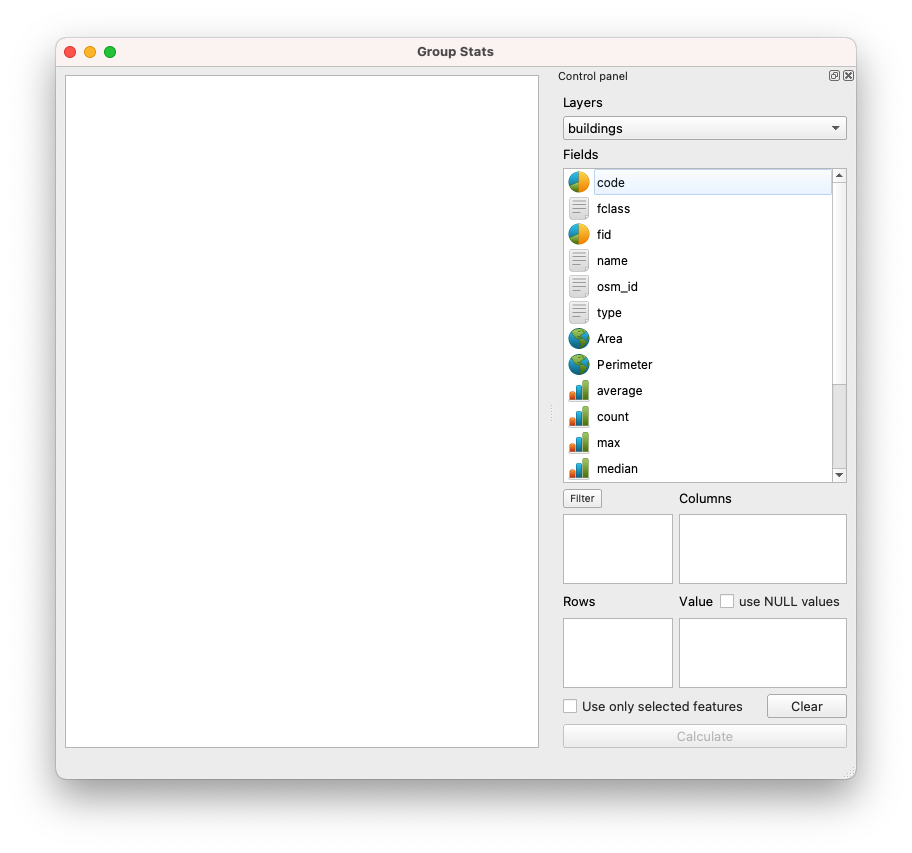 Group Stats
Control panel
Layers
buildings
Fields
code
fclass
fid
name
osm_id
type
Area
Perimeter
average
count
max
median
Filter Columns
Rows Value use NULL values
Use only selected features Clear
Calculate